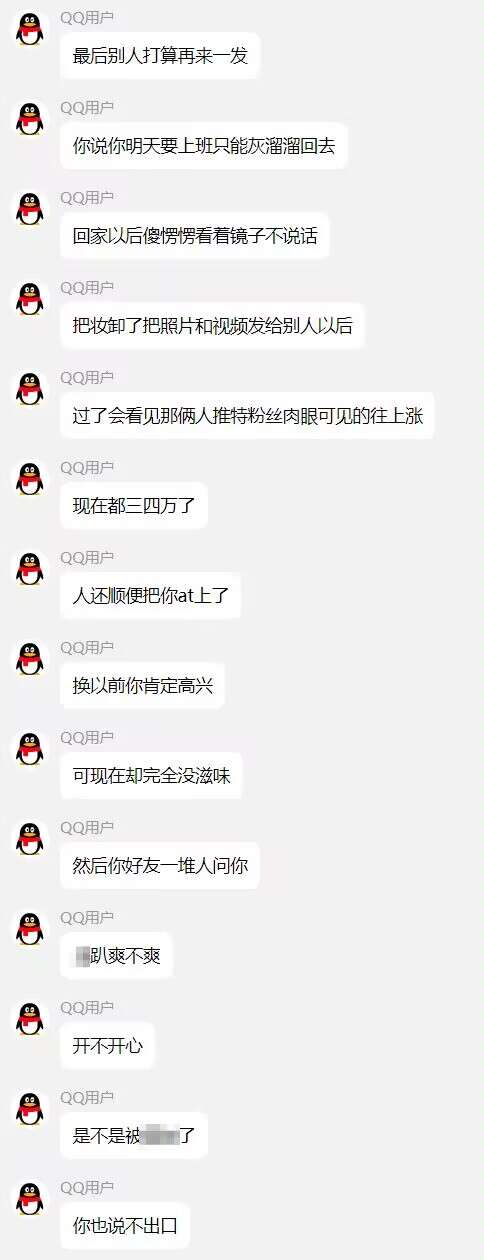 QQ用户
最后别人打算再来一发
QQ用户
你说你明天要上班只能灰溜溜回去
QQ用户
回家以后傻愣愣看着镜子不说话
QQ用户
把妆卸了把照片和视频发给别人以后
QQ用户
过了会看见那俩人推特粉丝肉眼可见的往上涨
QQ用户
现在都三四万了
QQ用户
人还顺便把你at上了
QQ用户
换以前你肯定高兴
QQ用户
可现在却完全没滋味
QQ用户
然后你好友一堆人问你
QQ用户
趴爽不爽
QQ用户
开不开心
QQ用户
是不是被了
QQ用户
你也说不出口